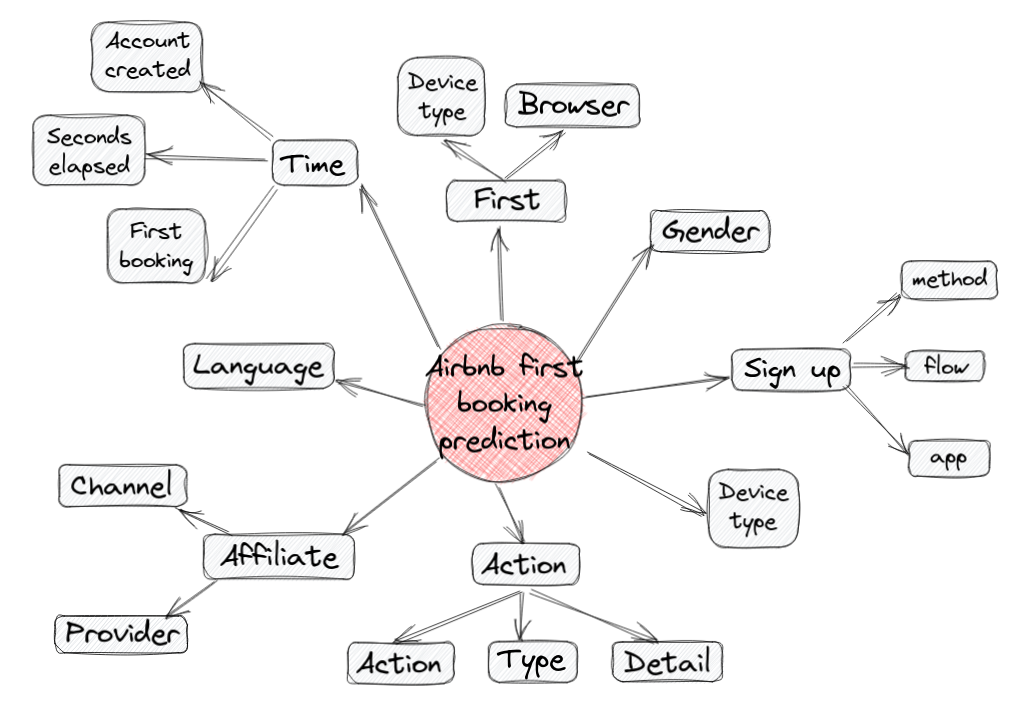 Account
created
Device
type
Browser
Seconds
elapsed
Time
First
First
booking
Gender
method
Language
Airbnb first
booking
prediction
Sign up
flow
app
Channel
Device
type
Affiliate
Action
Provider
Action
Type
Detail